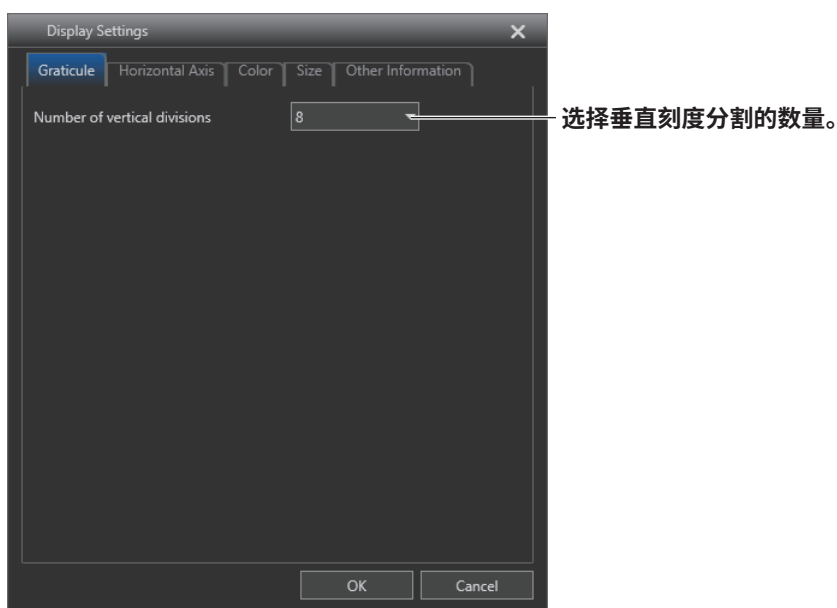 Display Settings
Graticule Horizontal Axis Color Size Other Information
Number of vertical divisions 8 选择垂直刻度分割的数量。
OK Cancel